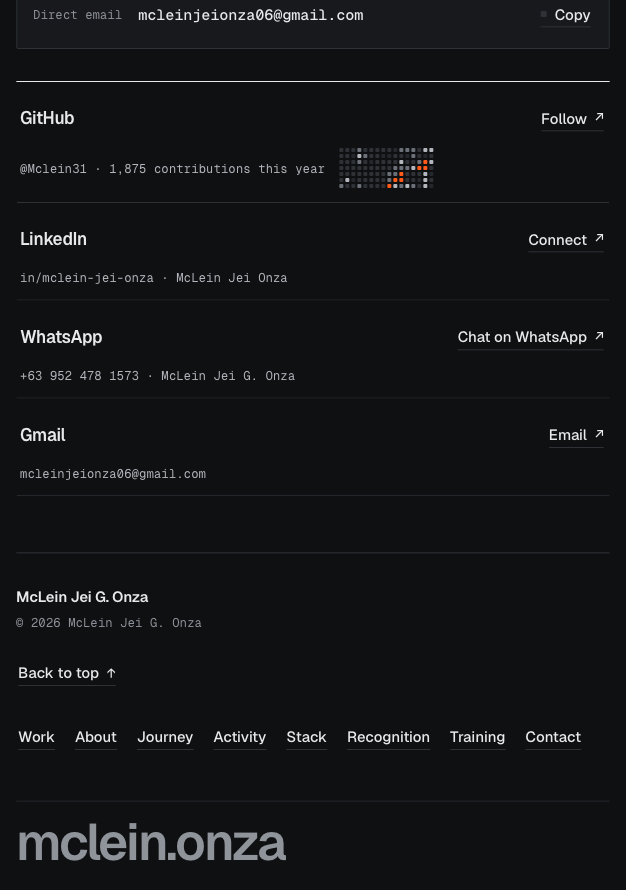 Direct email mcleinjeionza06@gmail.com Copy
GitHub Follow ↗
@Mclein31 · 1,875 contributions this year
LinkedIn Connect ↗
in/mclein-jei-onza · McLein Jei Onza
WhatsApp Chat on WhatsApp ↗
+63 952 478 1573 · McLein Jei G. Onza
Gmail Email ↗
mcleinjeionza06@gmail.com
McLein Jei G. Onza
© 2026 McLein Jei G. Onza
Back to top ↑
Work About Journey Activity Stack Recognition Training Contact
mclein.onza